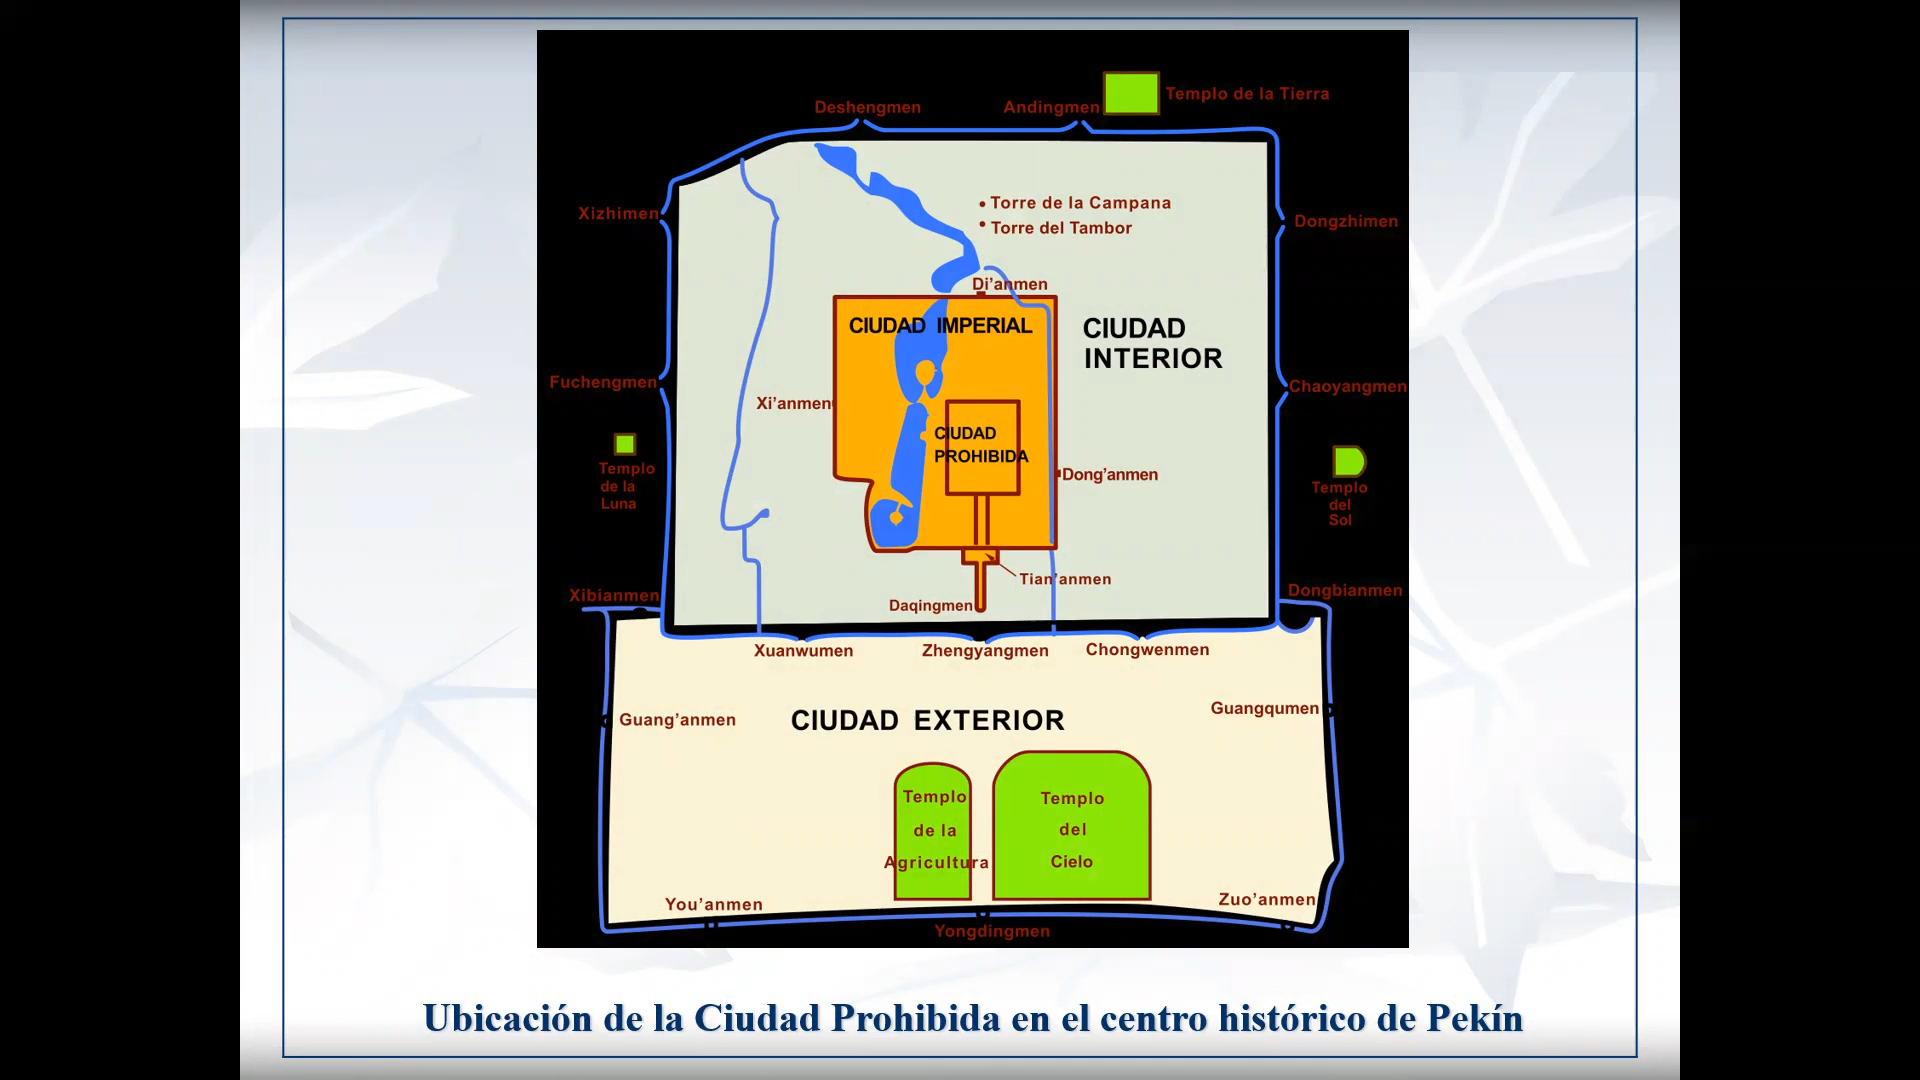 Templo de la Tierra
Deshengmen
Andingmen
Torre de la Campana
Torre del Tambor
Xizhimen
Dongzhimen
Di’anmen
CIUDAD IMPERIAL
CIUDAD
INTERIOR
Fuchengmen
Chaoyangmen
Xi’anmen
CIUDAD
PROHIBIDA
Templo
de la
Luna
Dong’anmen
Templo
del
Sol
Tian’anmen
Xibianmen
Dongbianmen
Daqingmen
Xuanwumen
Zhengyangmen
Chongwenmen
Guang’anmen
CIUDAD EXTERIOR
Guangqumen
Templo
de la
Agricultura
Templo
del
Cielo
You’anmen
Zuo’anmen
Yongdingmen
Ubicación de la Ciudad Prohibida en el centro histórico de Pekín